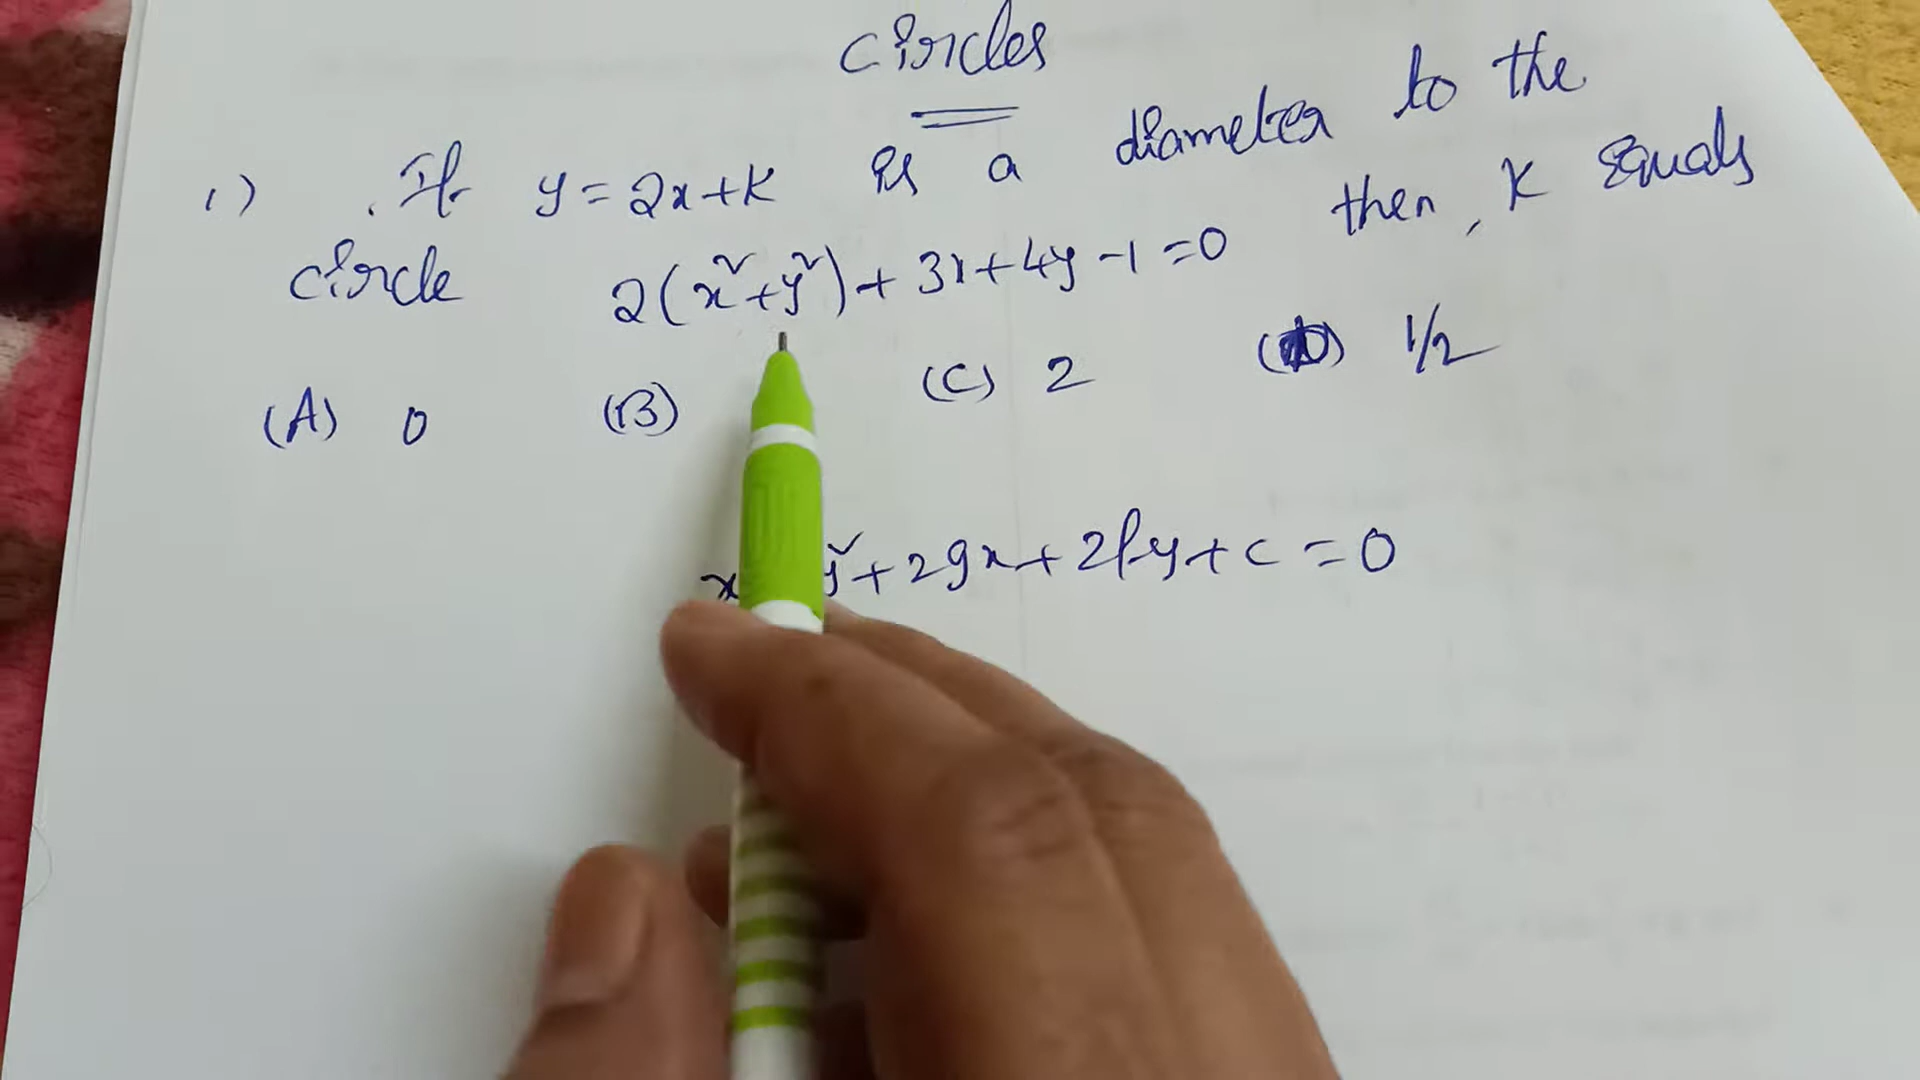 Circles
1) . If y = 2x + k is a diameter to the
circle 2(x²+y²) + 3x + 4y - 1 = 0 then, k equals
(A) 0 (B) (C) 2 (D) 1/2
x y² + 2gx + 2fy + c = 0